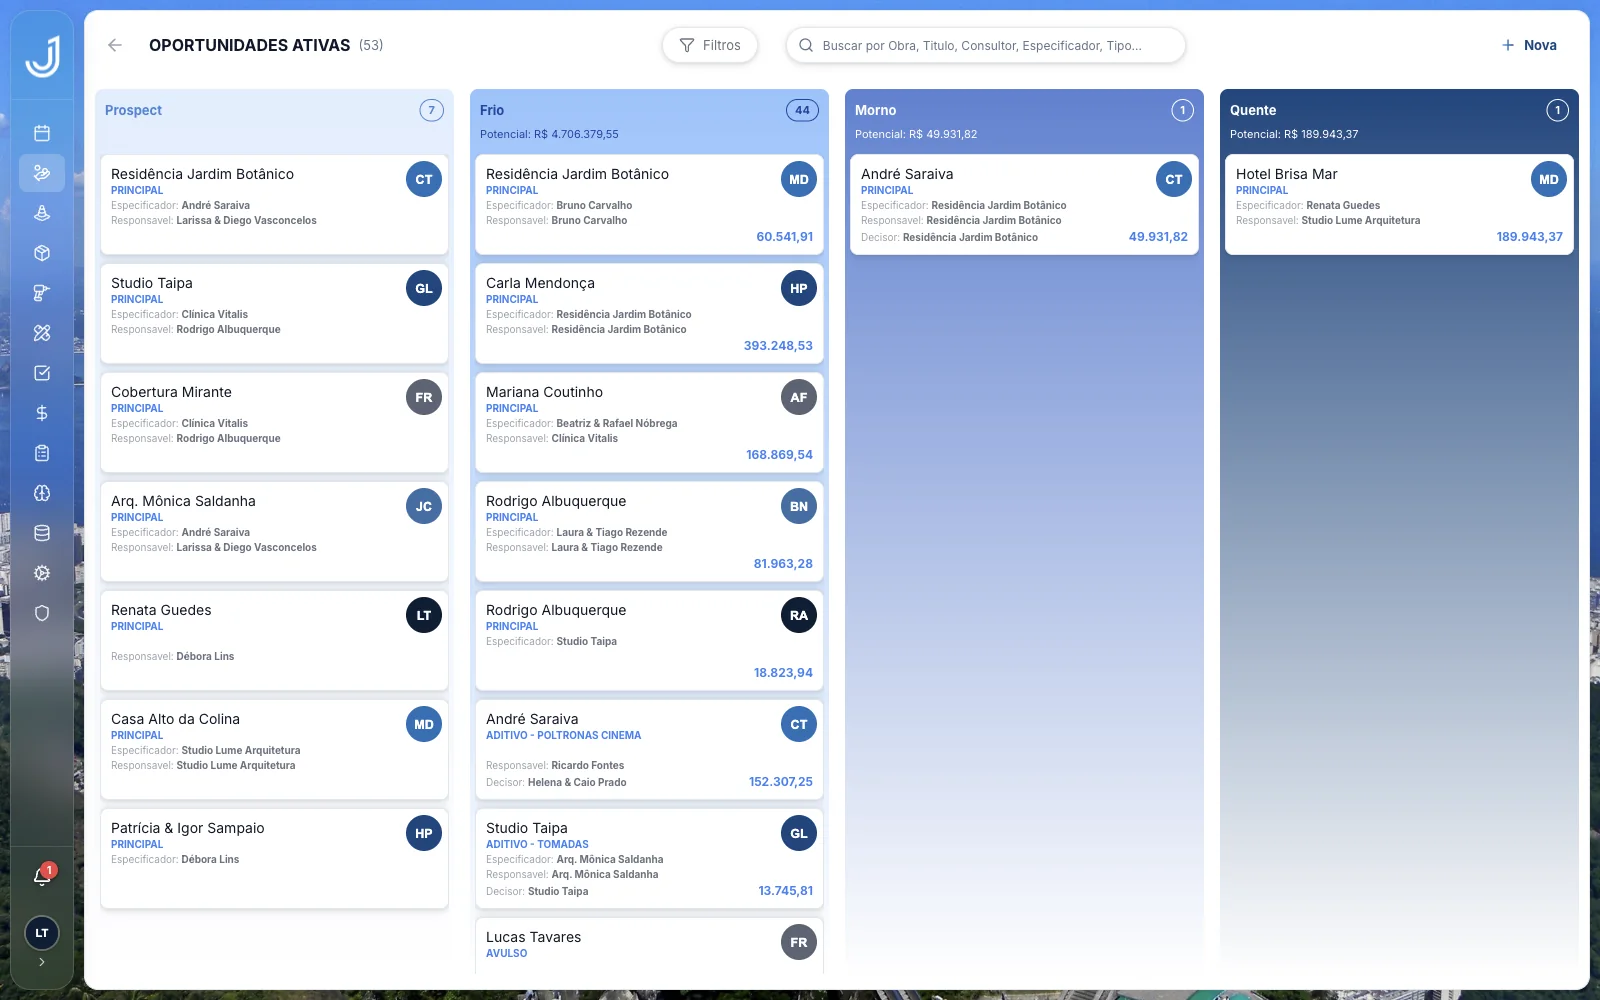 OPORTUNIDADES ATIVAS (53)
Filtros
Buscar por Obra, Titulo, Consultor, Especificador, Tipo...
Nova
Prospect
7
Residência Jardim Botânico
CT
PRINCIPAL
Especificador: André Saraiva
Responsavel: Larissa & Diego Vasconcelos
Studio Taipa
GL
PRINCIPAL
Especificador: Clínica Vitalis
Responsavel: Rodrigo Albuquerque
Cobertura Mirante
FR
PRINCIPAL
Especificador: Clínica Vitalis
Responsavel: Rodrigo Albuquerque
Arq. Mônica Saldanha
JC
PRINCIPAL
Especificador: André Saraiva
Responsavel: Larissa & Diego Vasconcelos
Renata Guedes
LT
PRINCIPAL
Responsavel: Débora Lins
Casa Alto da Colina
MD
PRINCIPAL
Especificador: Studio Lume Arquitetura
Responsavel: Studio Lume Arquitetura
Patrícia & Igor Sampaio
HP
PRINCIPAL
Especificador: Débora Lins
Frio
44
Potencial: R$ 4.706.379,55
Residência Jardim Botânico
MD
PRINCIPAL
Especificador: Bruno Carvalho
Responsavel: Bruno Carvalho
60.541,91
Carla Mendonça
HP
PRINCIPAL
Especificador: Residência Jardim Botânico
Responsavel: Residência Jardim Botânico
393.248,53
Mariana Coutinho
AF
PRINCIPAL
Especificador: Beatriz & Rafael Nóbrega
Responsavel: Clínica Vitalis
168.869,54
Rodrigo Albuquerque
BN
PRINCIPAL
Especificador: Laura & Tiago Rezende
Responsavel: Laura & Tiago Rezende
81.963,28
Rodrigo Albuquerque
RA
PRINCIPAL
Especificador: Studio Taipa
18.823,94
André Saraiva
CT
ADITIVO - POLTRONAS CINEMA
Responsavel: Ricardo Fontes
Decisor: Helena & Caio Prado
152.307,25
Studio Taipa
GL
ADITIVO - TOMADAS
Especificador: Arq. Mônica Saldanha
Responsavel: Arq. Mônica Saldanha
Decisor: Studio Taipa
13.745,81
Lucas Tavares
FR
AVULSO
Morno
1
Potencial: R$ 49.931,82
André Saraiva
CT
PRINCIPAL
Especificador: Residência Jardim Botânico
Responsavel: Residência Jardim Botânico
Decisor: Residência Jardim Botânico
49.931,82
Quente
1
Potencial: R$ 189.943,37
Hotel Brisa Mar
MD
PRINCIPAL
Especificador: Renata Guedes
Responsavel: Studio Lume Arquitetura
189.943,37
1
LT